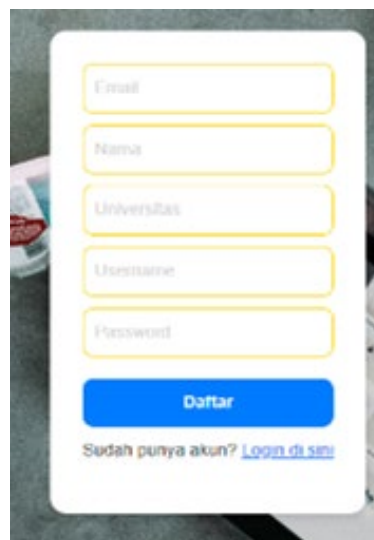 Email
Nama
Universitas
Username
Password
Daftar
Sudah punya akun? Login di sini